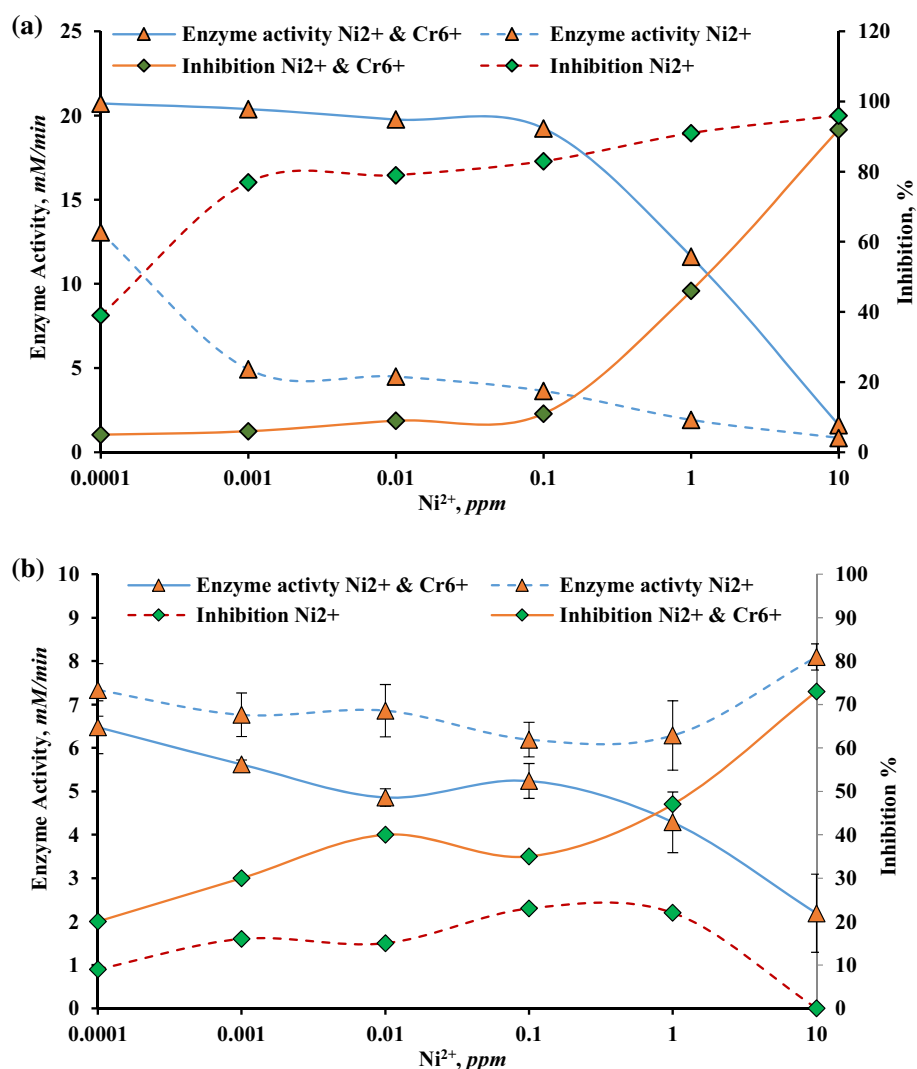 (a)
Enzyme activity Ni2+ & Cr6+
Enzyme activity Ni2+
Inhibition Ni2+ & Cr6+
Inhibition Ni2+
Enzyme Activity, mM/min
25
20
15
10
5
0
120
100
80
60
40
20
0
Inhibition, %
0.0001 0.001 0.01 0.1 1 10
Ni²⁺, ppm
(b)
Enzyme activty Ni2+ & Cr6+
Enzyme activty Ni2+
Inhibition Ni2+
Inhibition Ni2+ & Cr6+
Enzyme Activity, mM/min
10
9
8
7
6
5
4
3
2
1
0
100
90
80
70
60
50
40
30
20
10
0
Inhibition %
0.0001 0.001 0.01 0.1 1 10
Ni²⁺, ppm